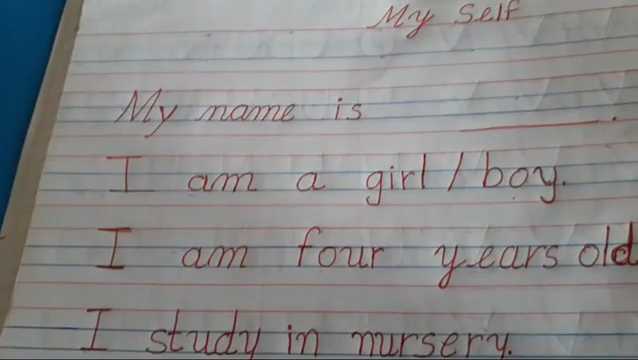 My Self
My name is ________.
I am a girl / boy.
I am four years old
I study in nursery.